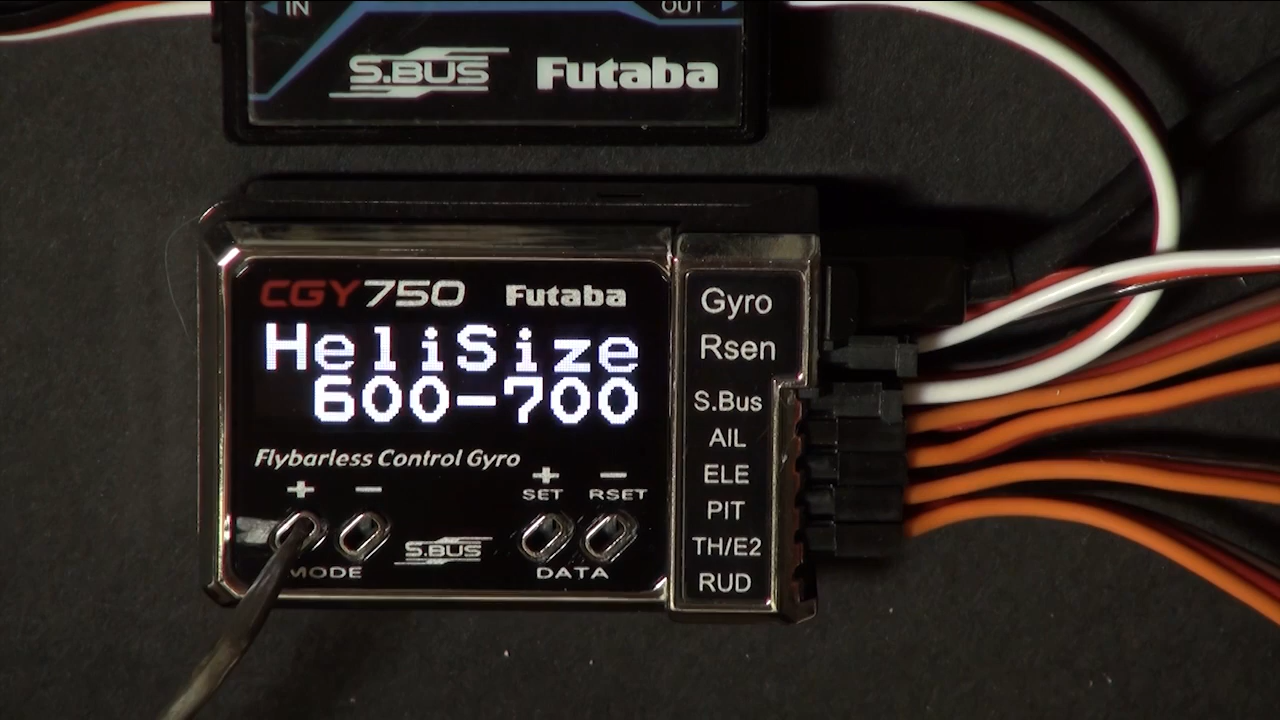 IN OUT
S.BUS Futaba
CGY750 Futaba
HeliSize
600-700
Flybarless Control Gyro
+ - + -
SET RSET
S.BUS
MODE DATA
Gyro
Rsen
S.Bus
AIL
ELE
PIT
TH/E2
RUD